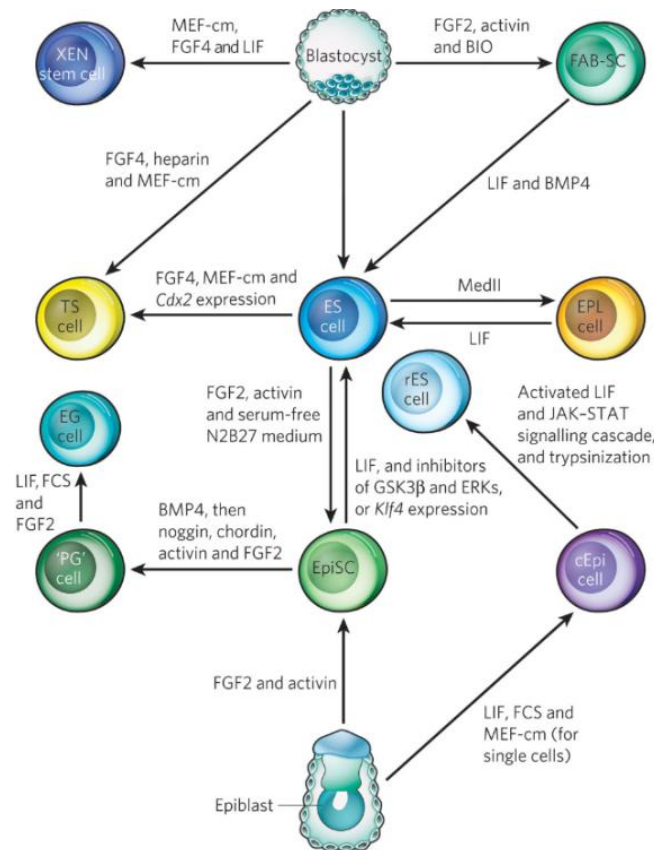 MEF-cm,
FGF4 and LIF
FGF2, activin
and BIO
XEN
stem cell
Blastocyst
FAB-SC
FGF4, heparin
and MEF-cm
LIF and BMP4
TS
cell
FGF4, MEF-cm and
Cdx2 expression
ES
cell
MedII
LIF
EPL
cell
EG
cell
FGF2, activin
and serum-free
N2B27 medium
rES
cell
Activated LIF
and JAK–STAT
signalling cascade,
and trypsinization
LIF, FCS
and
FGF2
BMP4, then
noggin, chordin,
activin and FGF2
LIF, and inhibitors
of GSK3β and ERKs,
or Klf4 expression
'PG'
cell
EpiSC
cEpi
cell
FGF2 and activin
LIF, FCS and
MEF-cm (for
single cells)
Epiblast